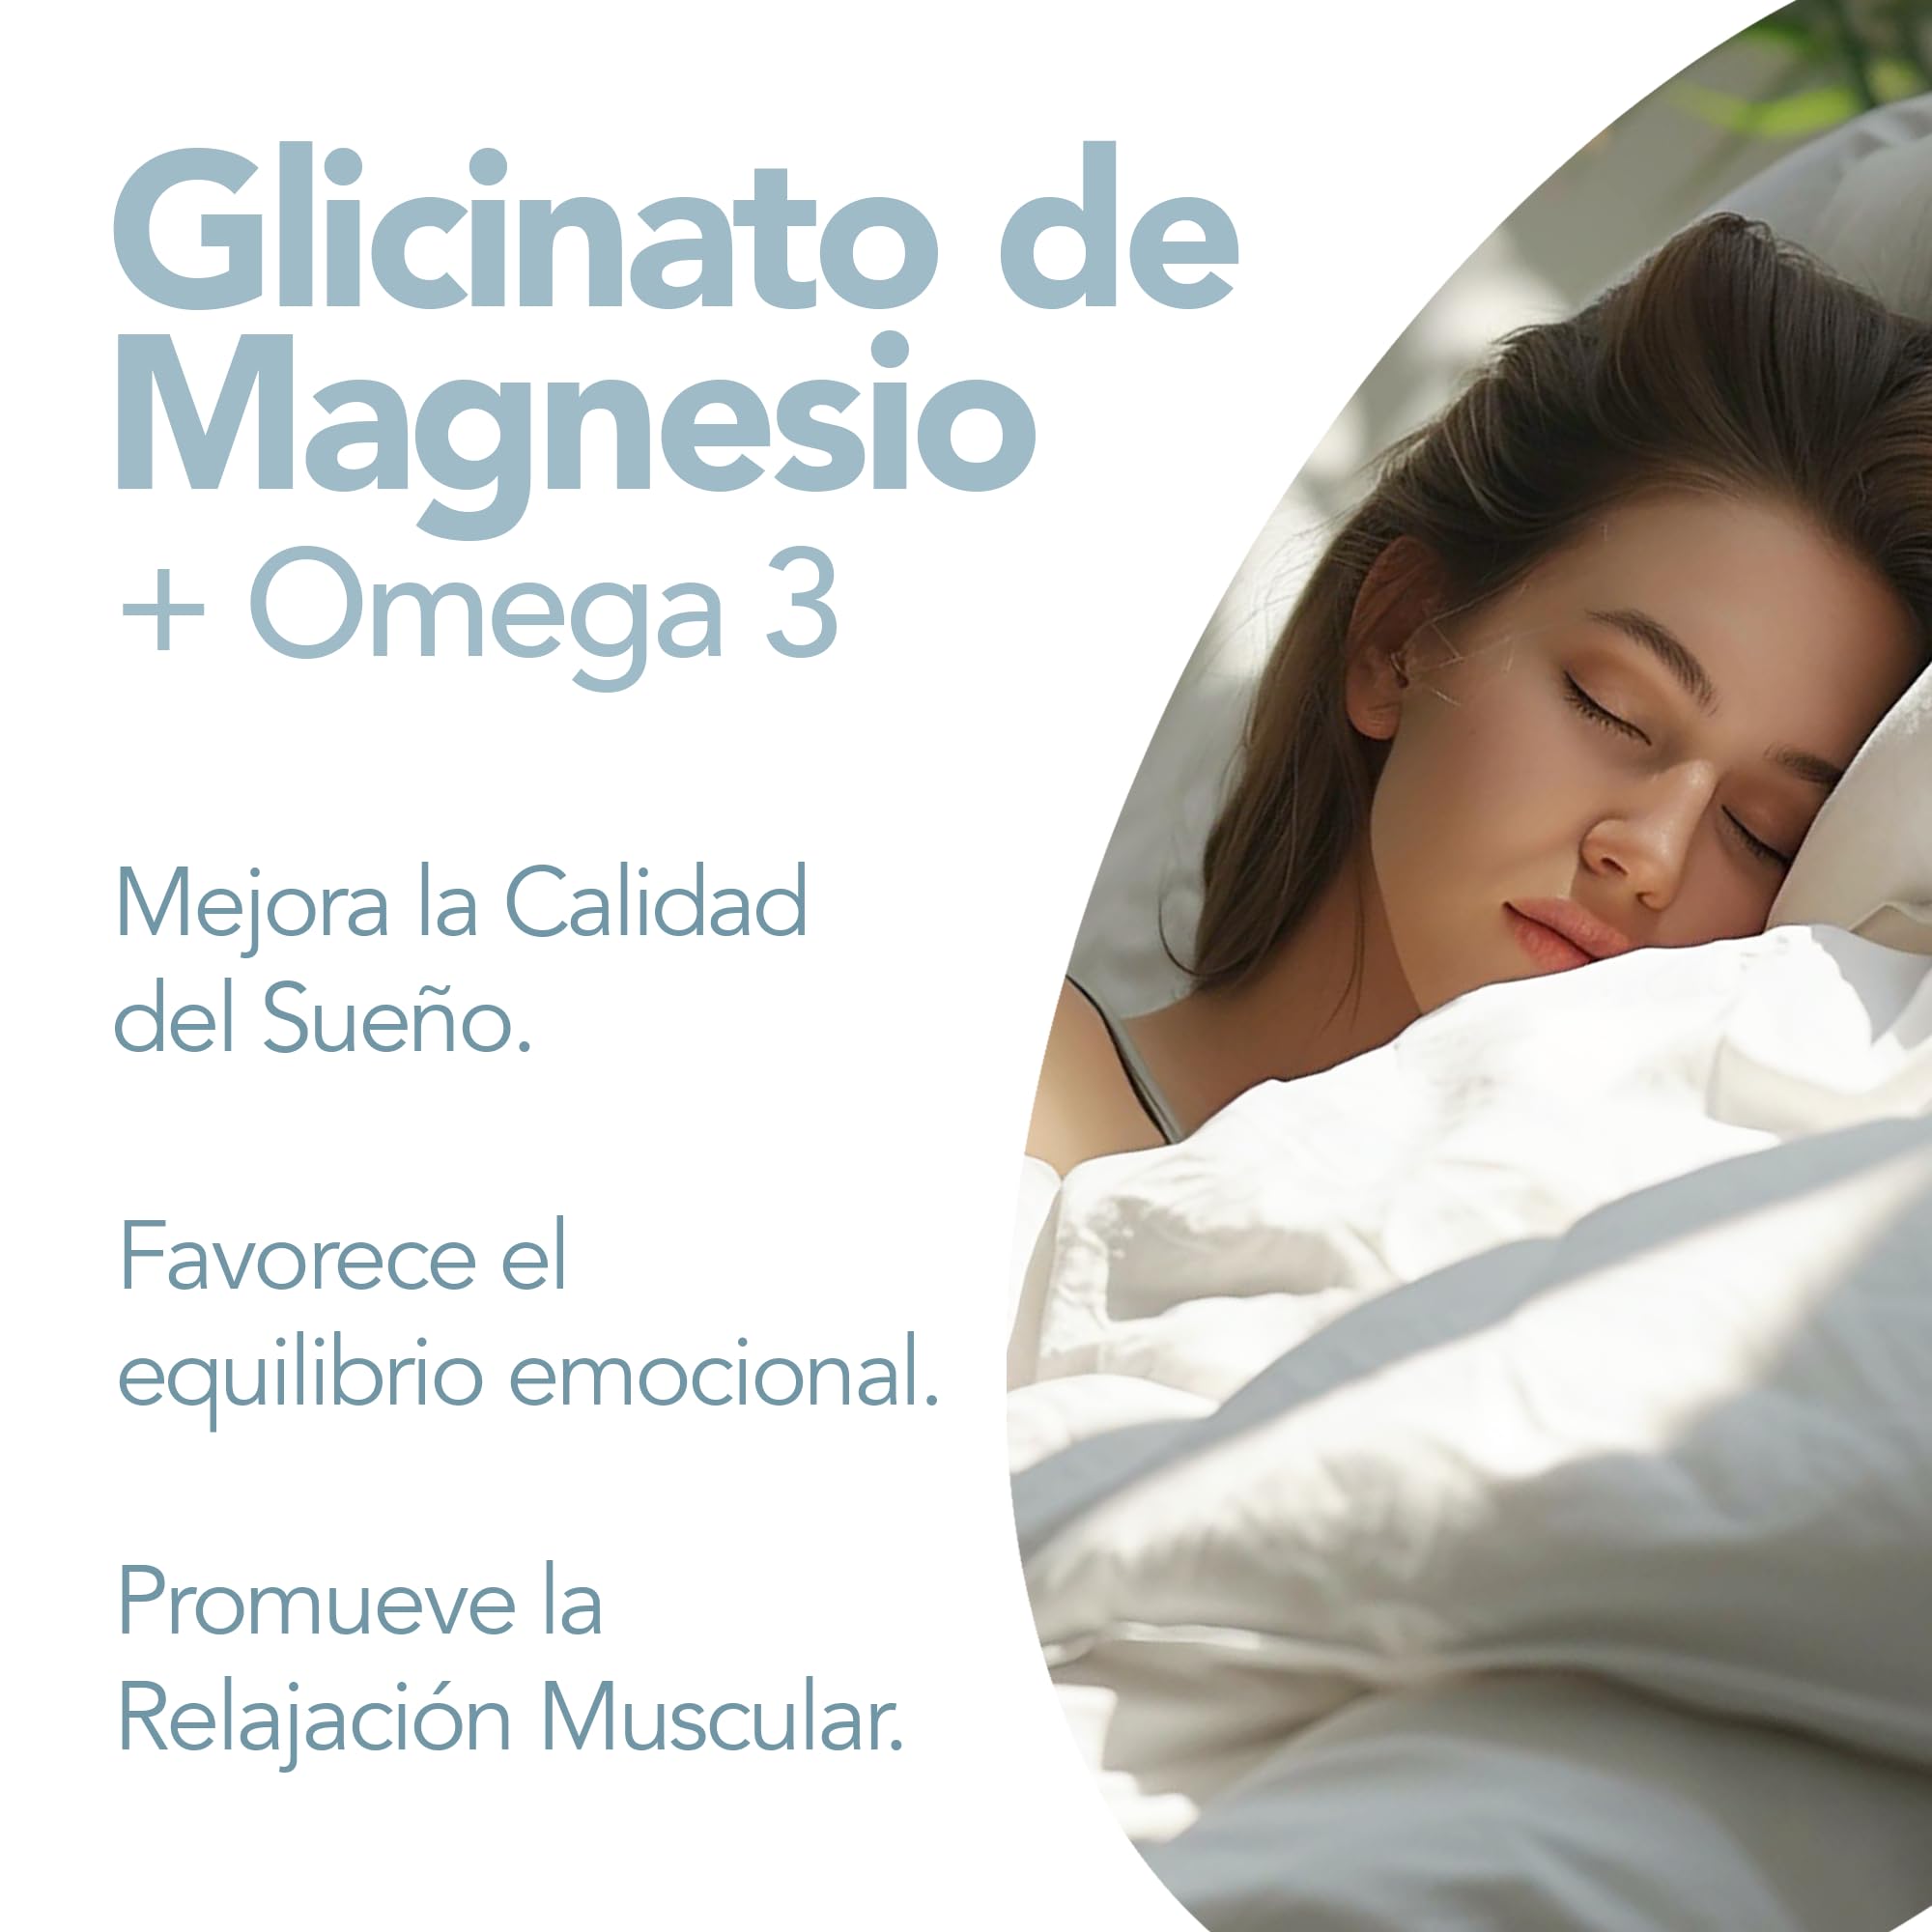 Glicinato de
Magnesio
+ Omega 3
Mejora la Calidad
del Sueño.
Favorece el
equilibrio emocional.
Promueve la
Relajación Muscular.